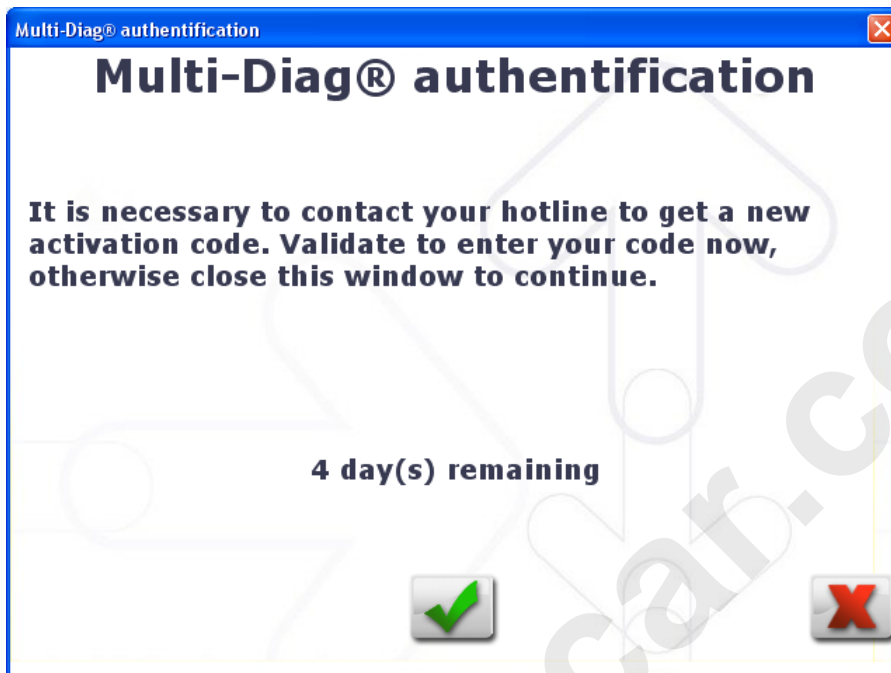 Multi-Diag® authentification
Multi-Diag® authentification
It is necessary to contact your hotline to get a new
activation code. Validate to enter your code now,
otherwise close this window to continue.
4 day(s) remaining